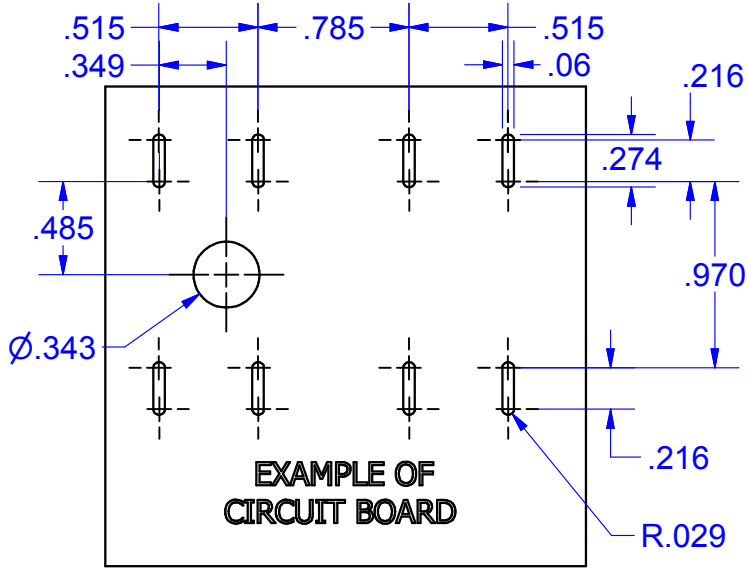 .515 .785 .515
.349 .06 .216
.274
.485
.970
Ø.343
.216
EXAMPLE OF
CIRCUIT BOARD
R.029